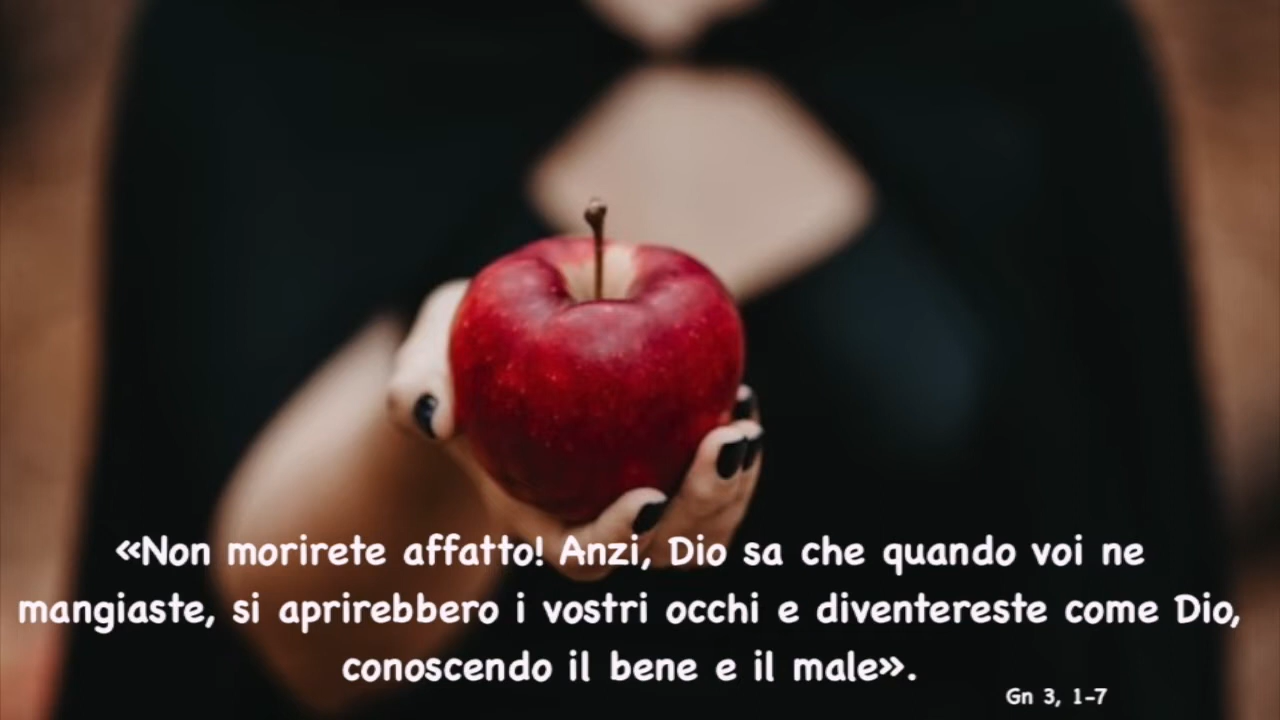 «Non morirete affatto! Anzi, Dio sa che quando voi ne
mangiaste, si aprirebbero i vostri occhi e diventereste come Dio,
conoscendo il bene e il male».
Gn 3, 1-7